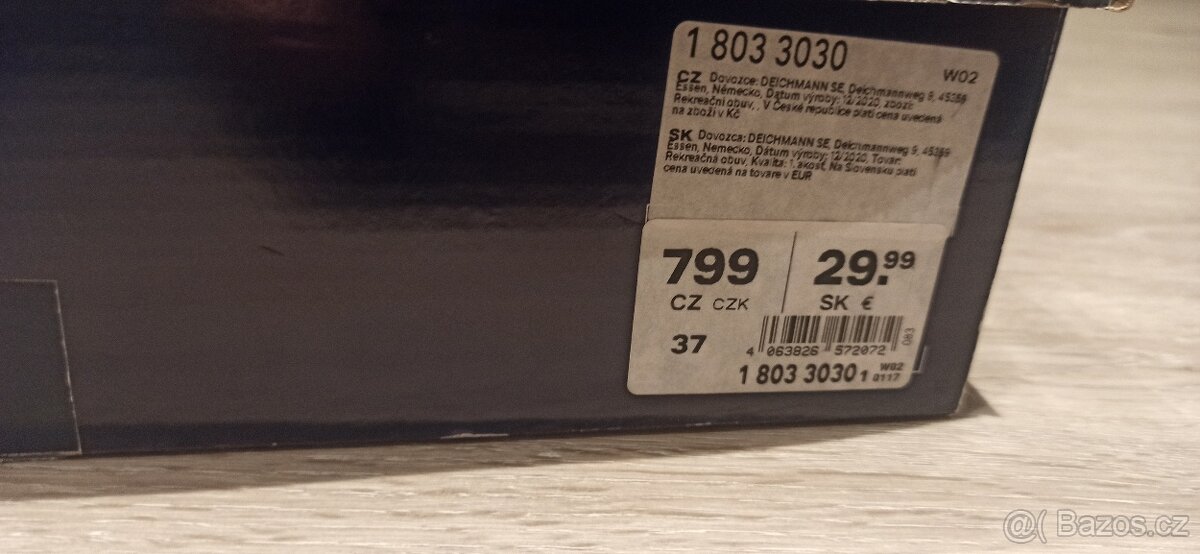 1 803 3030
W02
CZ Dovozce: DEICHMANN SE, Deichmannweg 9, 45359
Essen, Německo, Datum výroby: 12/2020, zboží:
Rekreační obuv, , V České republice platí cena uvedená
na zboží v Kč
SK Dovozca: DEICHMANN SE, Deichmannweg 9, 45359
Essen, Nemecko, Dátum výroby: 12/2020, Tovar:
Rekreačná obuv, Kvalita: 1.akosť, Na Slovensku platí
cena uvedená na tovare v EUR
799 29.99
CZ CZK SK €
37
4 063826 572072
083
1 803 3030 1 W02
0117
@( Bazos.cz